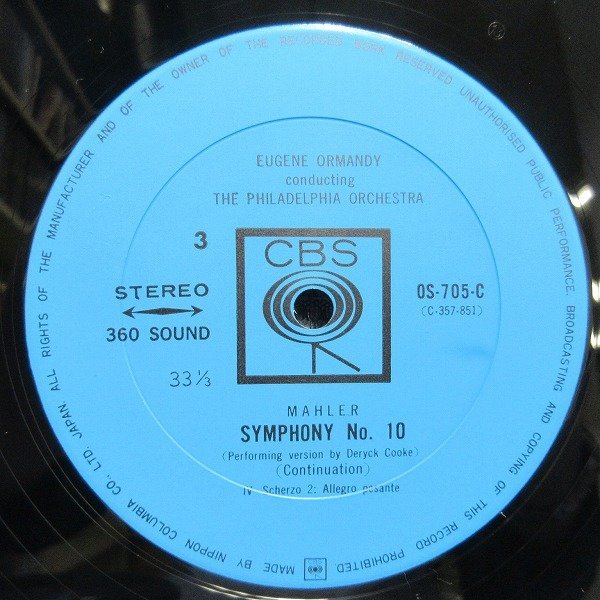 ALL RIGHTS OF THE MANUFACTURER AND OF THE OWNER OF THE RECORDED WORK RESERVED UNAUTHORISED PUBLIC PERFORMANCE BROADCASTING AND COPYING OF THIS RECORD PROHIBITED
MADE BY NIPPON COLUMBIA CO., LTD. JAPAN
EUGENE ORMANDY
conducting
THE PHILADELPHIA ORCHESTRA
3
CBS
STEREO
OS-705-C
(C·357·851)
360 SOUND
33⅓
MAHLER
SYMPHONY No. 10
(Performing version by Deryck Cooke)
(Continuation)
IV Scherzo 2: Allegro pesante